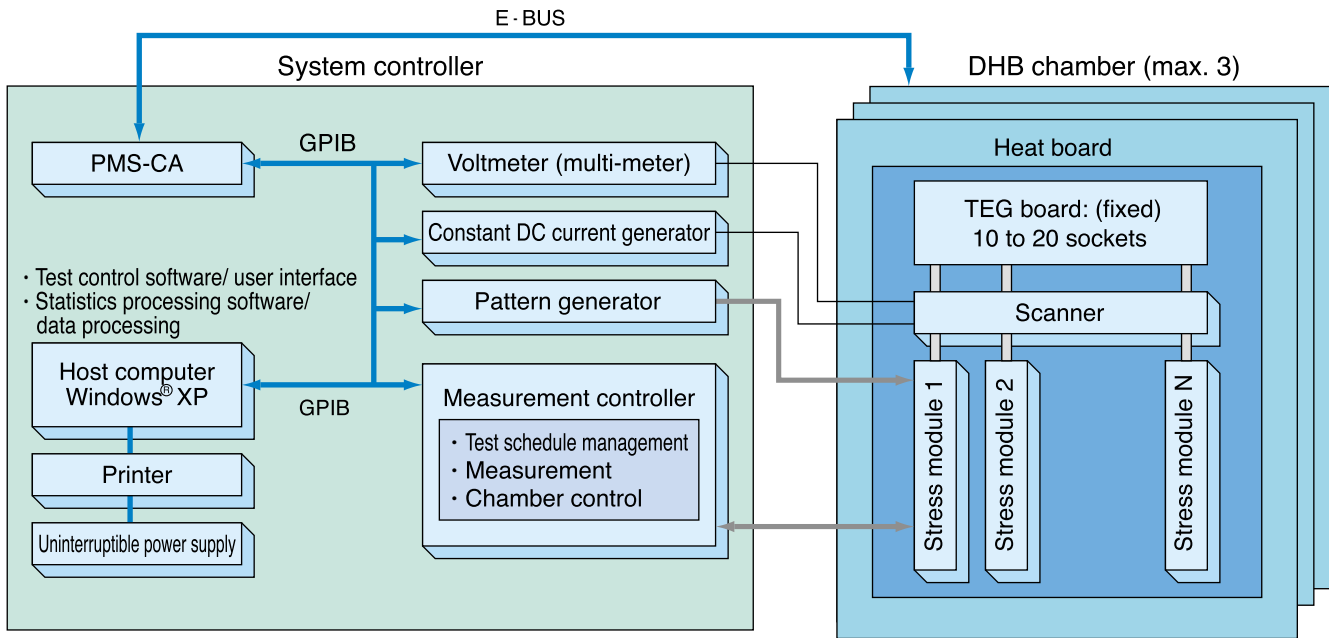 E · BUS
System controller
DHB chamber (max. 3)
PMS-CA
GPIB
Voltmeter (multi-meter)
Constant DC current generator
Pattern generator
· Test control software/ user interface
· Statistics processing software/
data processing
Host computer
Windows® XP
GPIB
Printer
Uninterruptible power supply
Measurement controller
· Test schedule management
· Measurement
· Chamber control
Heat board
TEG board: (fixed)
10 to 20 sockets
Scanner
Stress module 1
Stress module 2
Stress module N